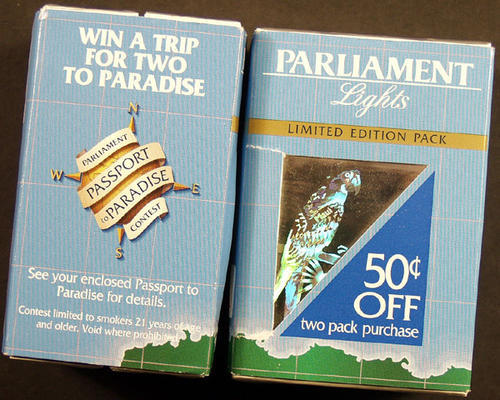 WIN A TRIP
FOR TWO
TO PARADISE
N
W
E
S
PARLIAMENT
PASSPORT
to PARADISE
CONTEST
See your enclosed Passport to
Paradise for details.
Contest limited to smokers 21 years of age
and older. Void where prohibited.
PARLIAMENT
Lights
LIMITED EDITION PACK
50¢
OFF
two pack purchase